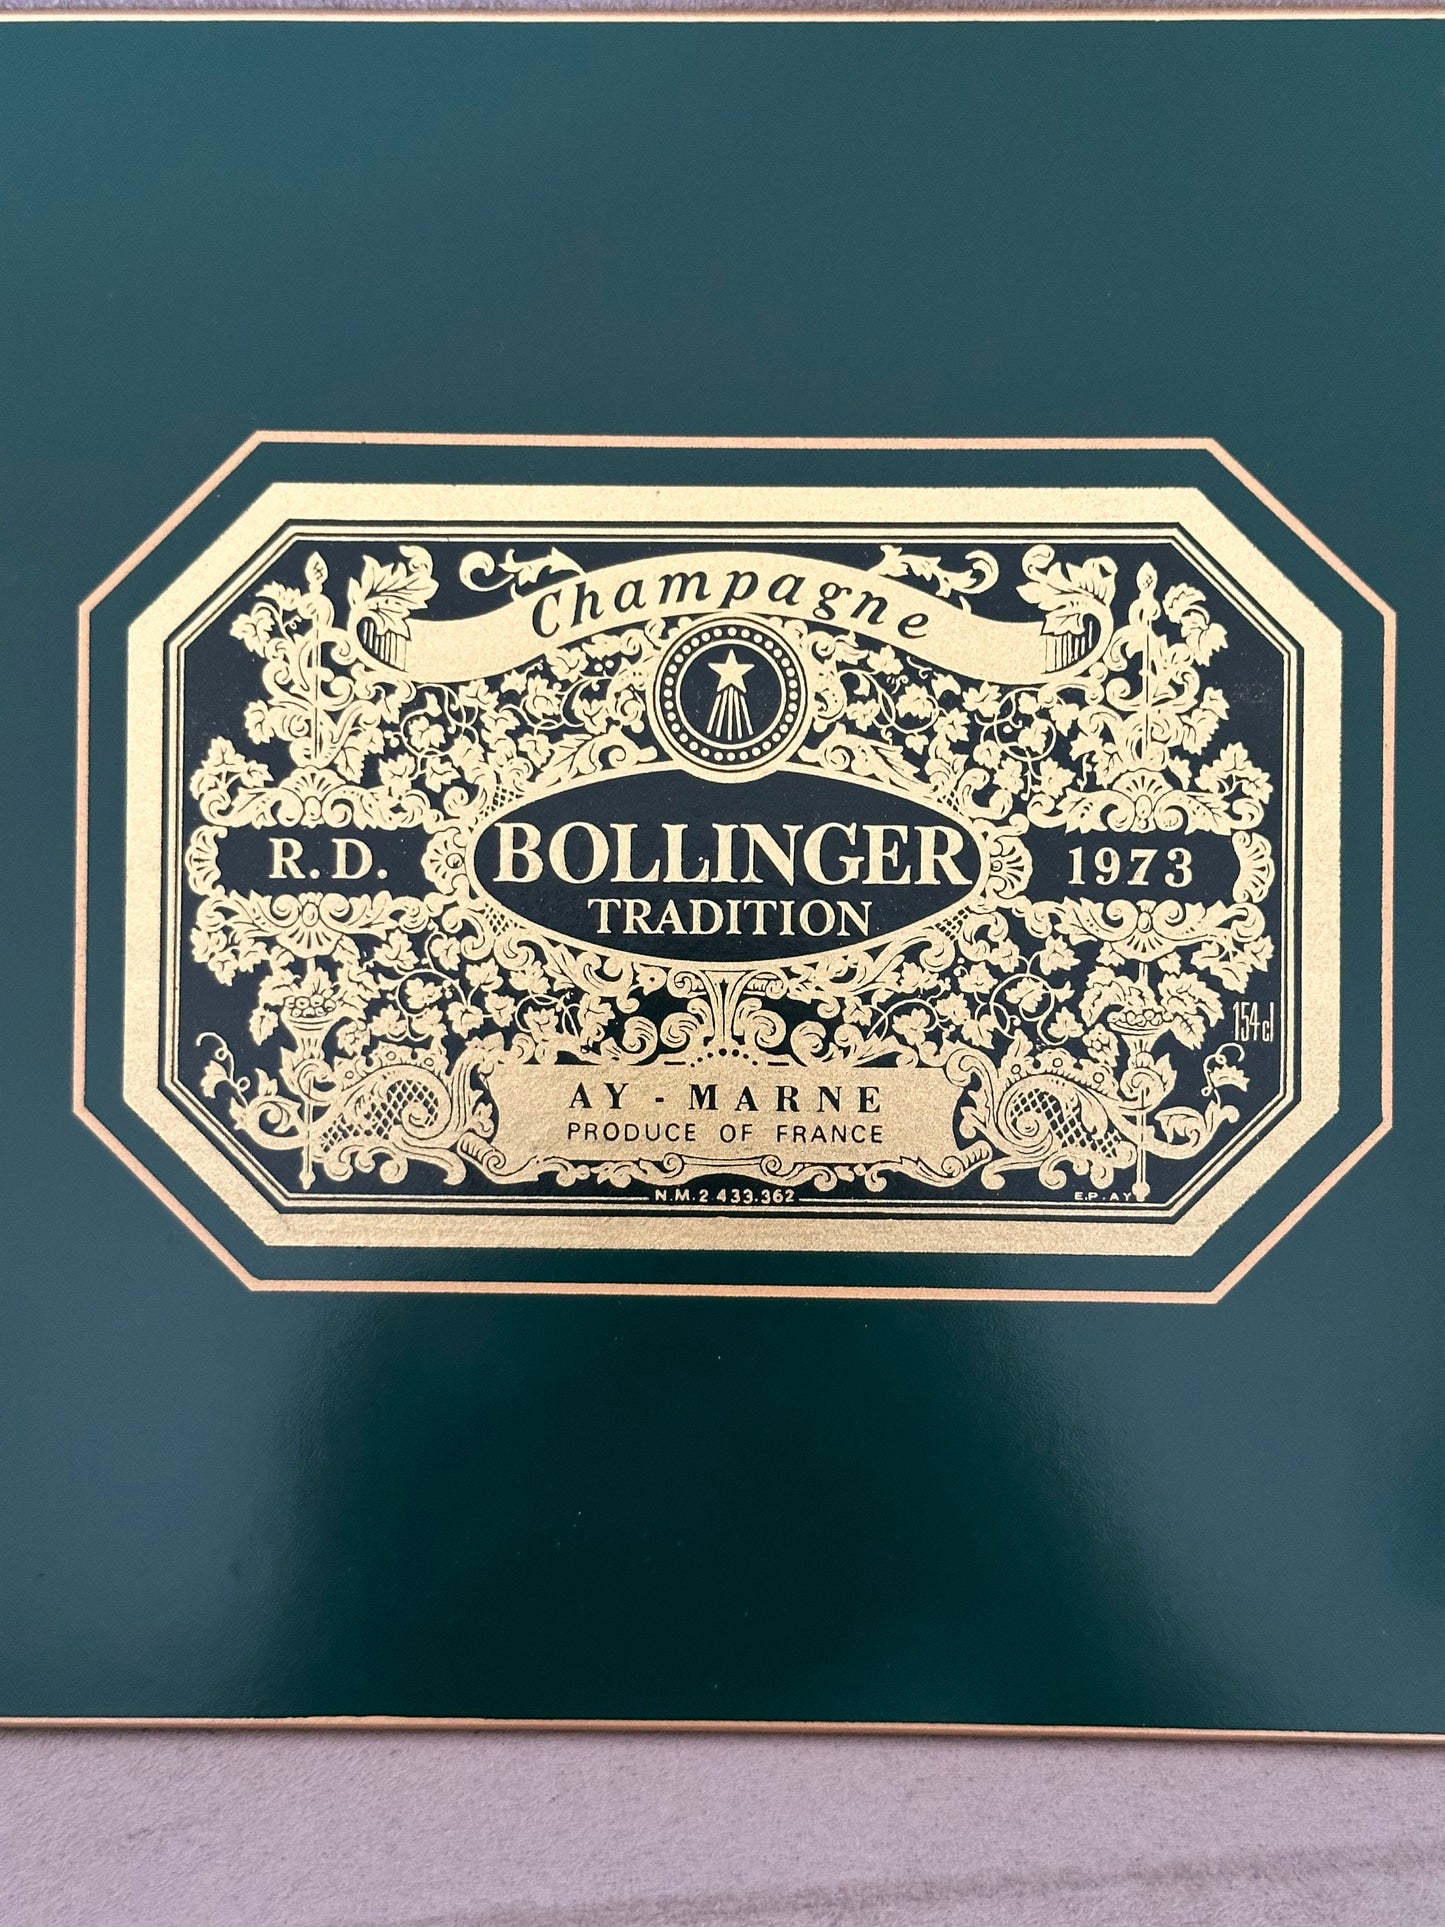 Champagne
R.D.
BOLLINGER
TRADITION
1973
154 cl
AY - MARNE
PRODUCE OF FRANCE
N.M. 2 433.362
E.P. AY